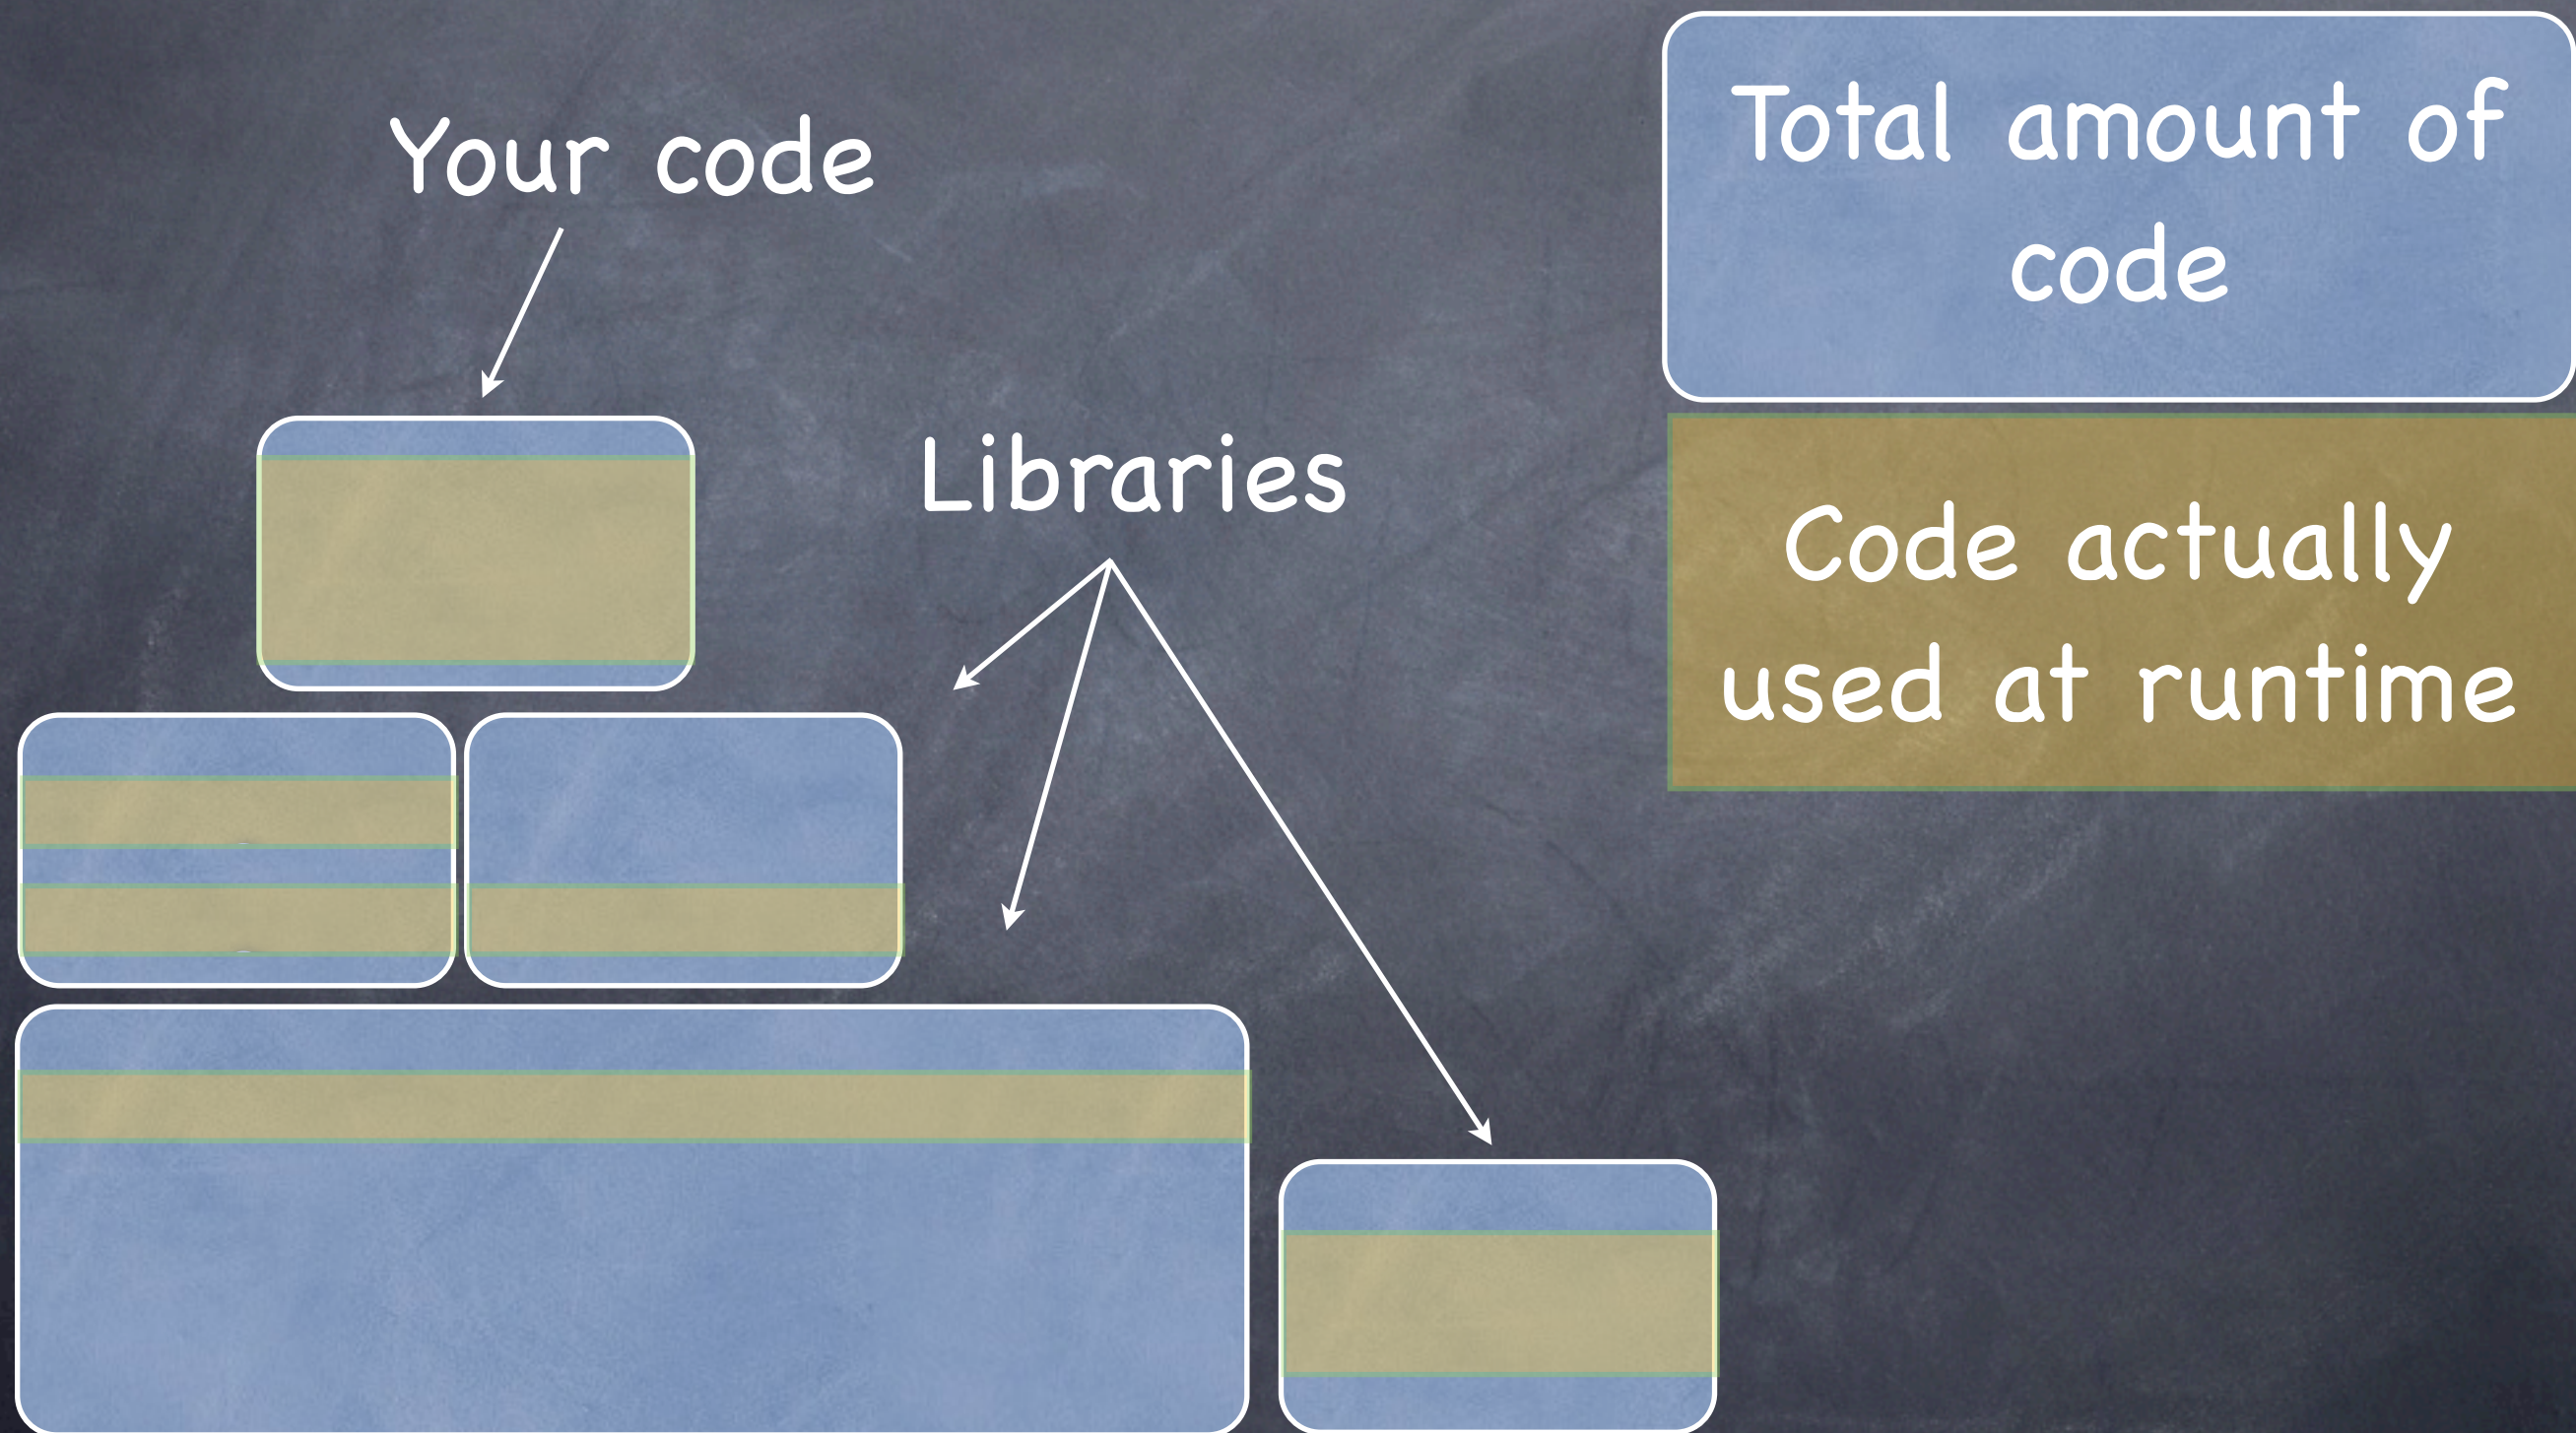 Your code
Libraries
Total amount of
code
Code actually
used at runtime